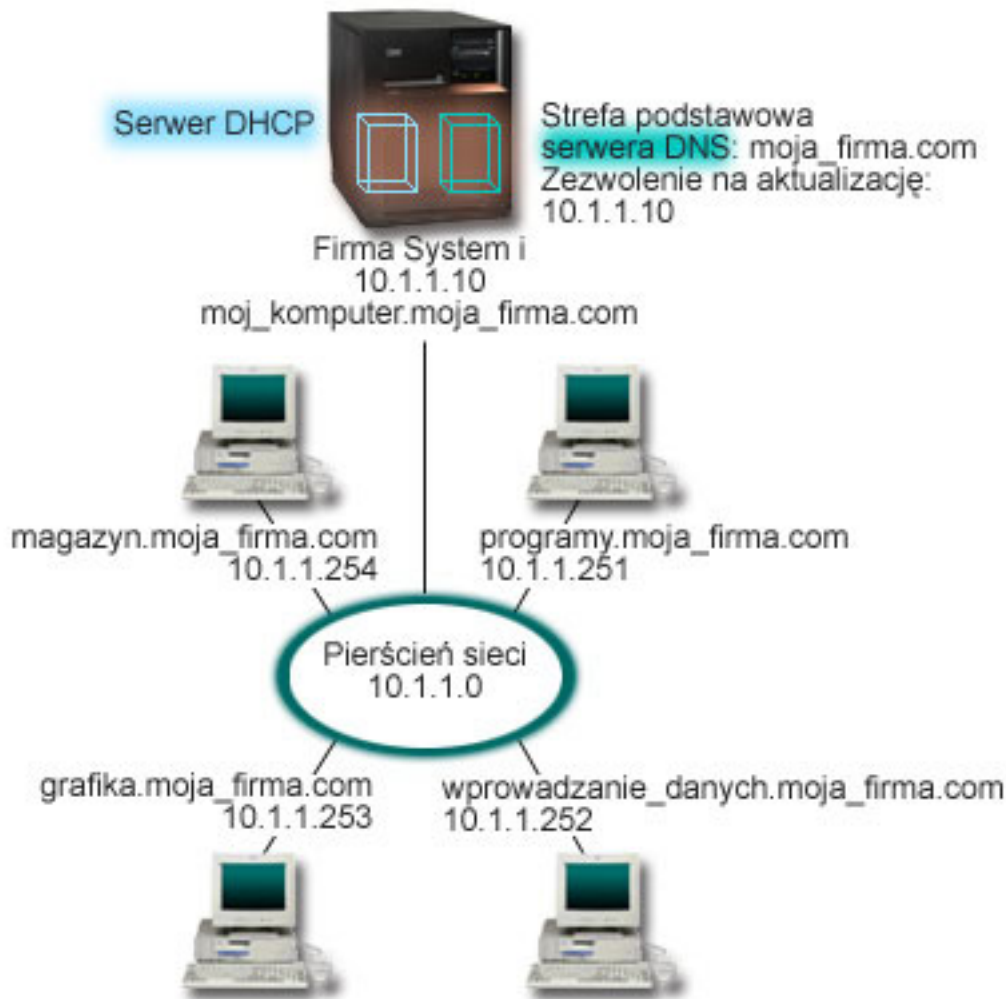 Serwer DHCP
Strefa podstawowa
serwera DNS: moja_firma.com
Zezwolenie na aktualizację:
10.1.1.10
Firma System i
10.1.1.10
moj_komputer.moja_firma.com
magazyn.moja_firma.com
10.1.1.254
programy.moja_firma.com
10.1.1.251
Pierścień sieci
10.1.1.0
grafika.moja_firma.com
10.1.1.253
wprowadzanie_danych.moja_firma.com
10.1.1.252